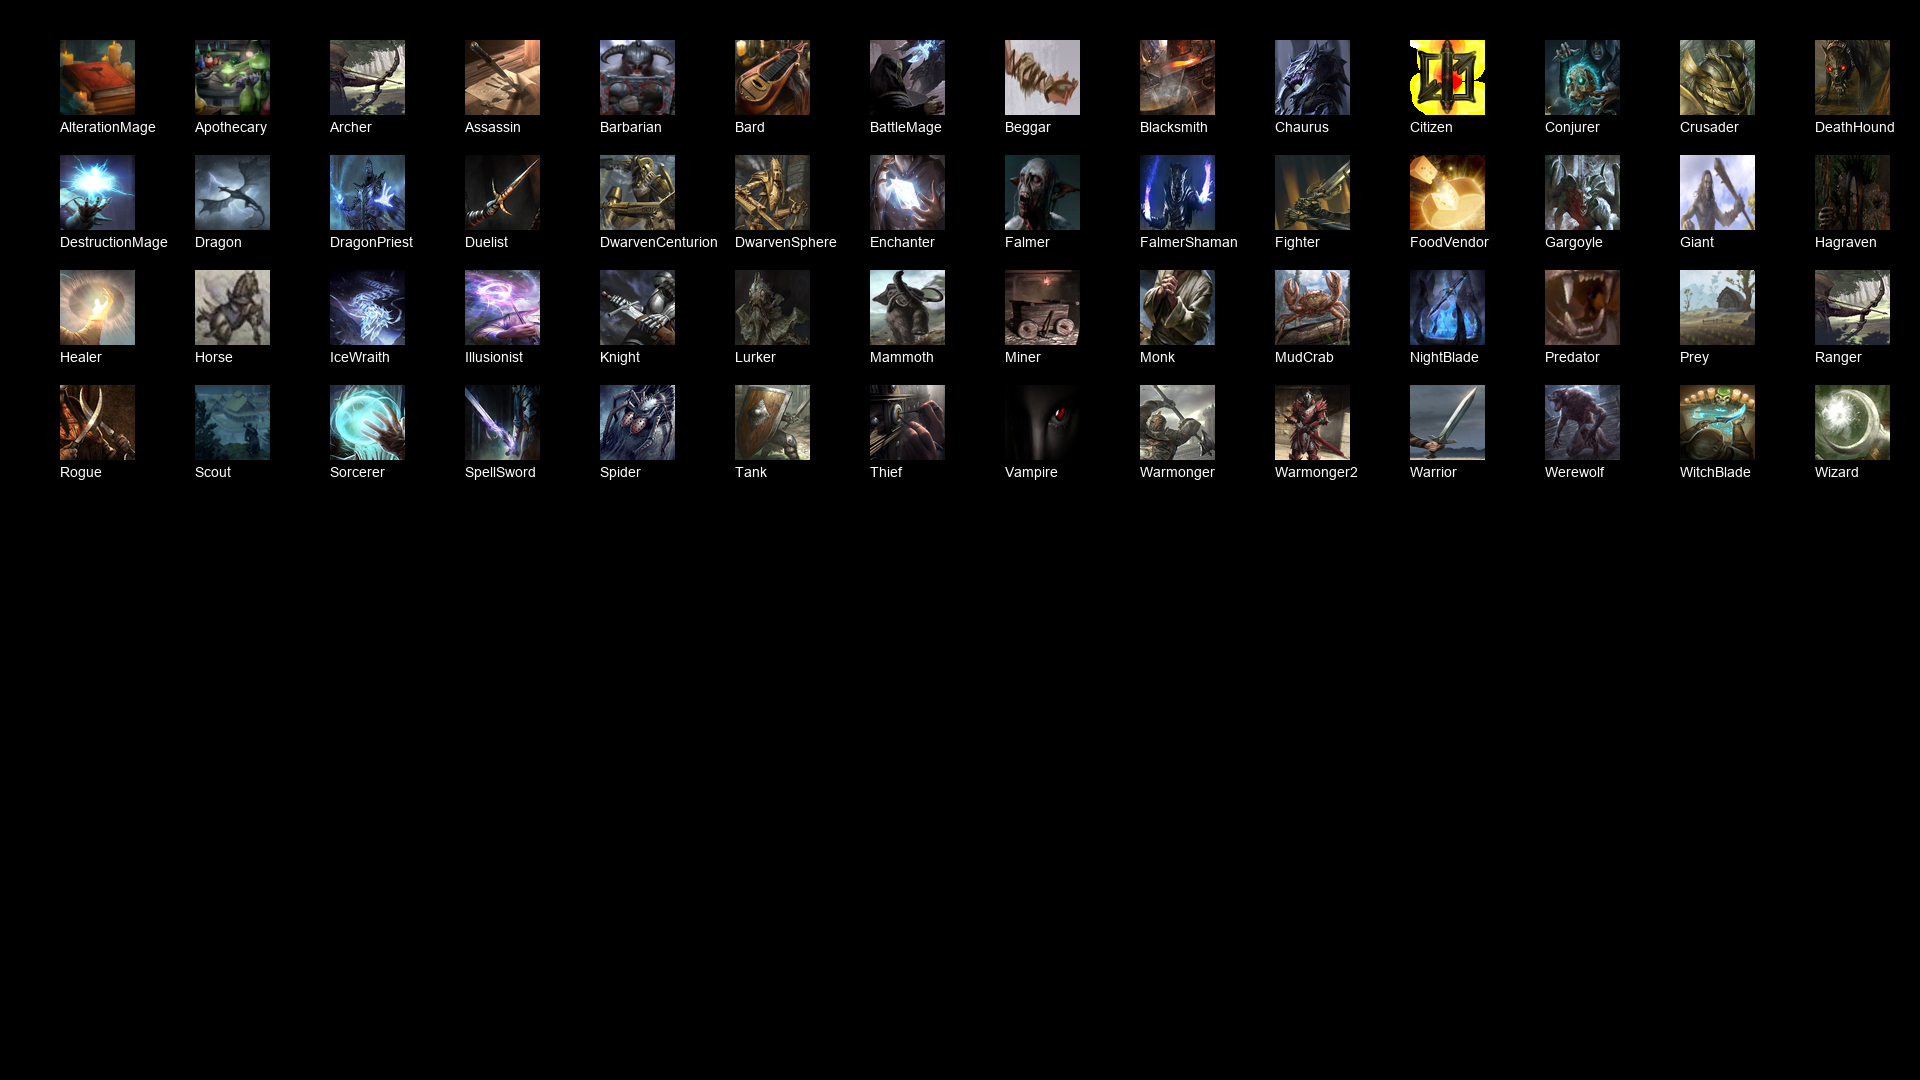 AlterationMage Apothecary Archer Assassin Barbarian Bard BattleMage Beggar Blacksmith Chaurus Citizen Conjurer Crusader DeathHound
DestructionMage Dragon DragonPriest Duelist DwarvenCenturion DwarvenSphere Enchanter Falmer FalmerShaman Fighter FoodVendor Gargoyle Giant Hagraven
Healer Horse IceWraith Illusionist Knight Lurker Mammoth Miner Monk MudCrab NightBlade Predator Prey Ranger
Rogue Scout Sorcerer SpellSword Spider Tank Thief Vampire Warmonger Warmonger2 Warrior Werewolf WitchBlade Wizard